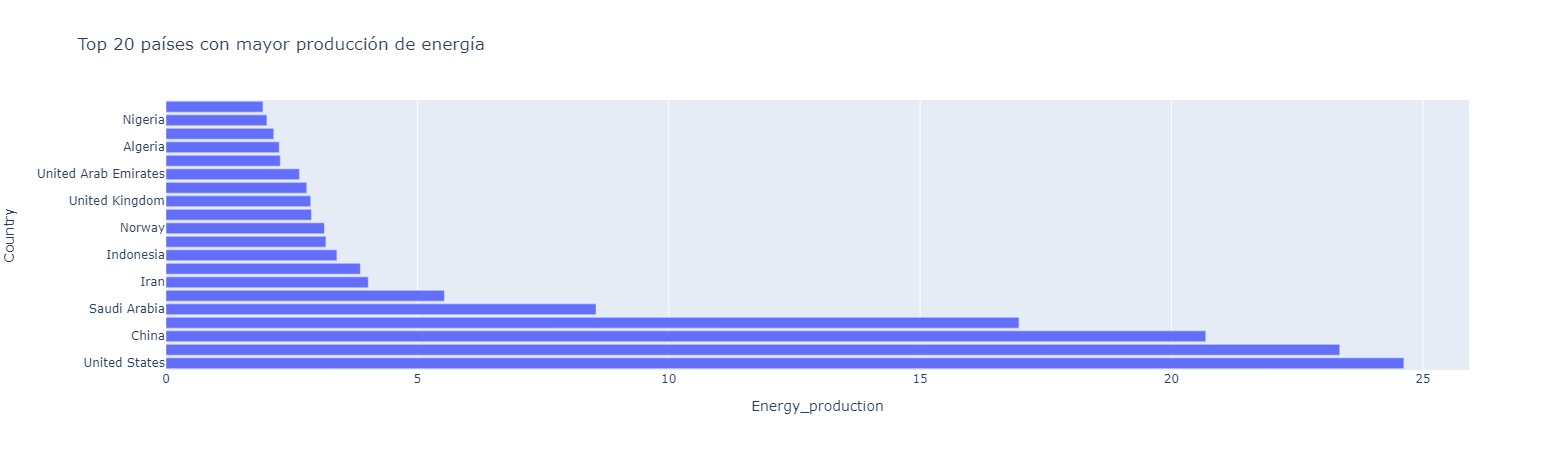 Top 20 países con mayor producción de energía
Country
Nigeria
Algeria
United Arab Emirates
United Kingdom
Norway
Indonesia
Iran
Saudi Arabia
China
United States
0 5 10 15 20 25
Energy_production